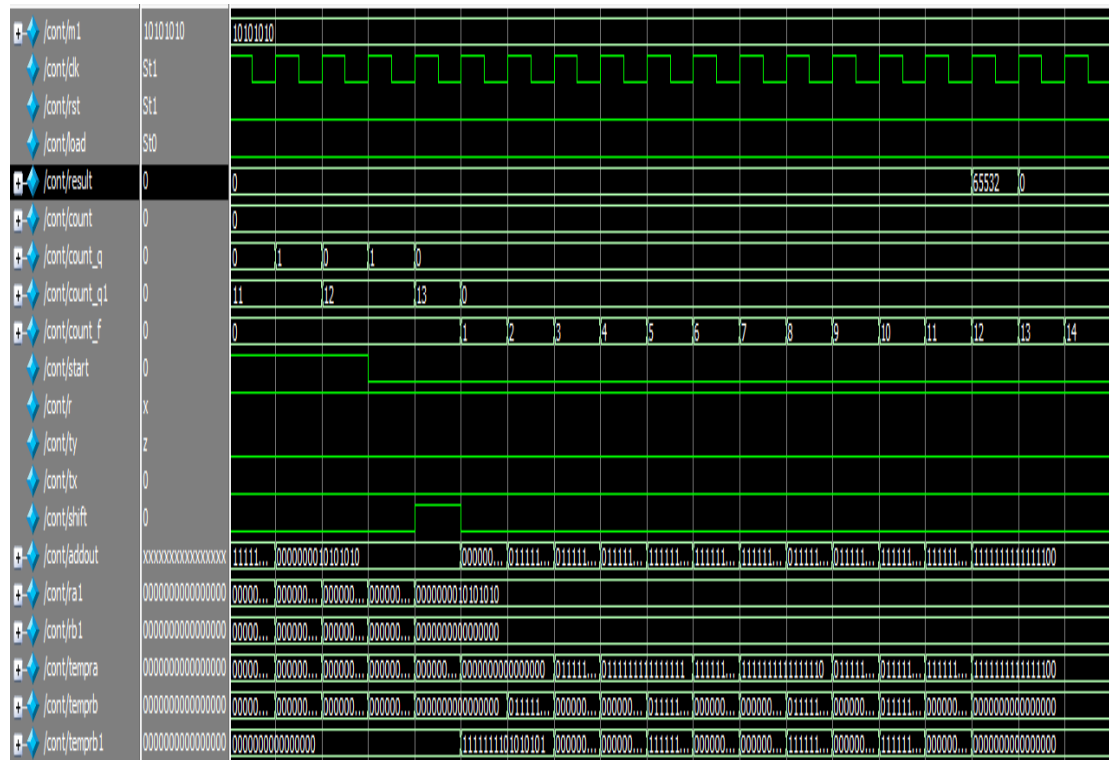 /cont/m1 10101010 10101010
/cont/clk St1
/cont/rst St1
/cont/load St0
/cont/result 0 0 65532 0
/cont/count 0 0
/cont/count_q 0 0 1 0 1 0
/cont/count_q1 0 11 12 13 0
/cont/count_f 0 0 1 2 3 4 5 6 7 8 9 10 11 12 13 14
/cont/start 0
/cont/r x
/cont/ty z
/cont/tx 0
/cont/shift 0
/cont/addout xxxxxxxxxxxxxxxx 11111... 0000000010101010 000000... 011111... 011111... 011111... 111111... 111111... 111111... 011111... 011111... 111111... 111111... 1111111111111100
/cont/ra1 000000000000000 00000... 000000... 000000... 000000... 0000000010101010
/cont/rb1 000000000000000 00000... 000000... 000000... 000000... 0000000000000000
/cont/tempra 000000000000000 00000... 000000... 000000... 000000... 000000... 0000000000000000 011111... 0111111111111111 111111... 1111111111111110 011111... 011111... 111111... 1111111111111100
/cont/temprb 000000000000000 00000... 000000... 000000... 000000... 0000000000000000 011111... 000000... 000000... 011111... 000000... 000000... 011111... 000000... 011111... 000000... 0000000000000000
/cont/temprb1 000000000000000 0000000000000000 1111111101010101 000000... 000000... 111111... 000000... 000000... 111111... 000000... 111111... 000000... 0000000000000000